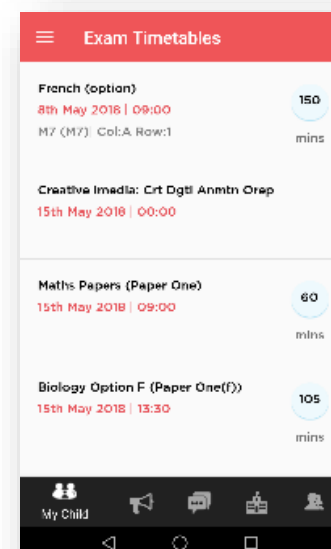 Exam Timetables
French (option)
8th May 2018 | 09:00
150
M7 (M7) Col:A Row:1
mins
Creative Imedia: Crt Dgtl Anmtn Orep
15th May 2018 | 00:00
Maths Papers (Paper One)
15th May 2018 | 09:00
60
mins
Biology Option F (Paper One(f))
15th May 2018 | 13:30
105
mins
My Child